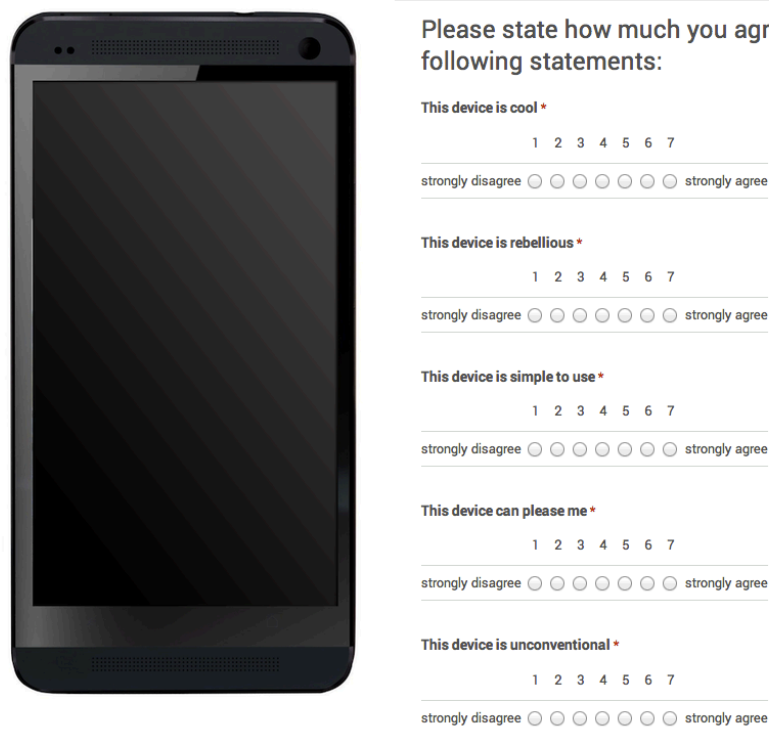 Please state how much you agr
following statements:
This device is cool *
1 2 3 4 5 6 7
strongly disagree strongly agree
This device is rebellious *
1 2 3 4 5 6 7
strongly disagree strongly agree
This device is simple to use *
1 2 3 4 5 6 7
strongly disagree strongly agree
This device can please me *
1 2 3 4 5 6 7
strongly disagree strongly agree
This device is unconventional *
1 2 3 4 5 6 7
strongly disagree strongly agree